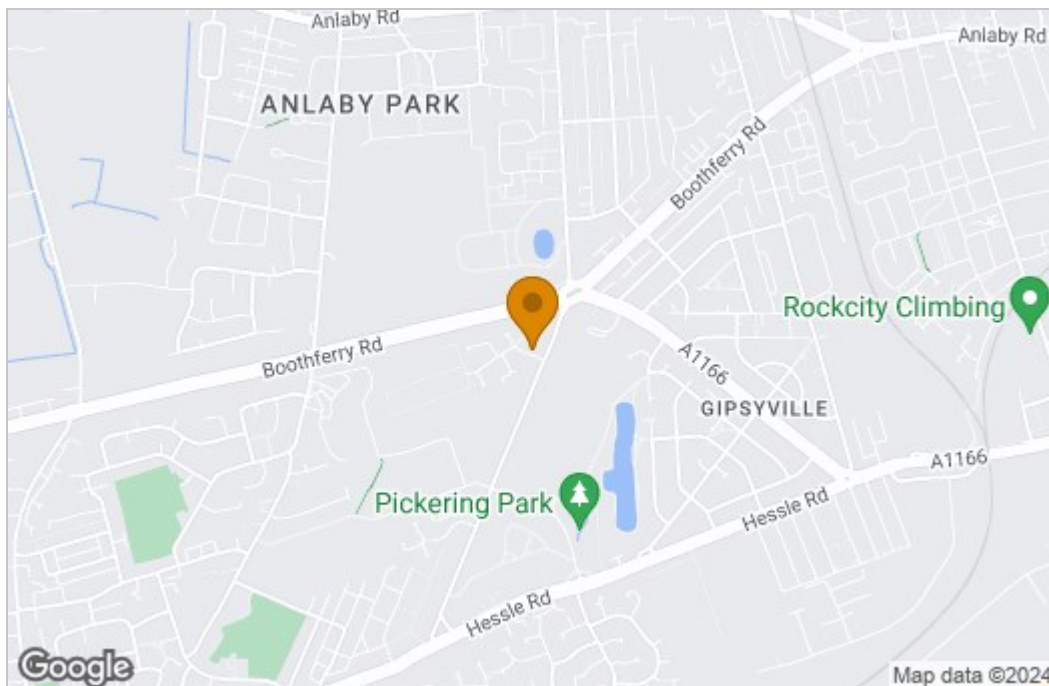 Anlaby Rd
Anlaby Rd
ANLABY PARK
Boothferry Rd
Rockcity Climbing
Boothferry Rd
A1166
GIPSYVILLE
A1166
Pickering Park
Hessle Rd
Hessle Rd
Google
Map data ©2024